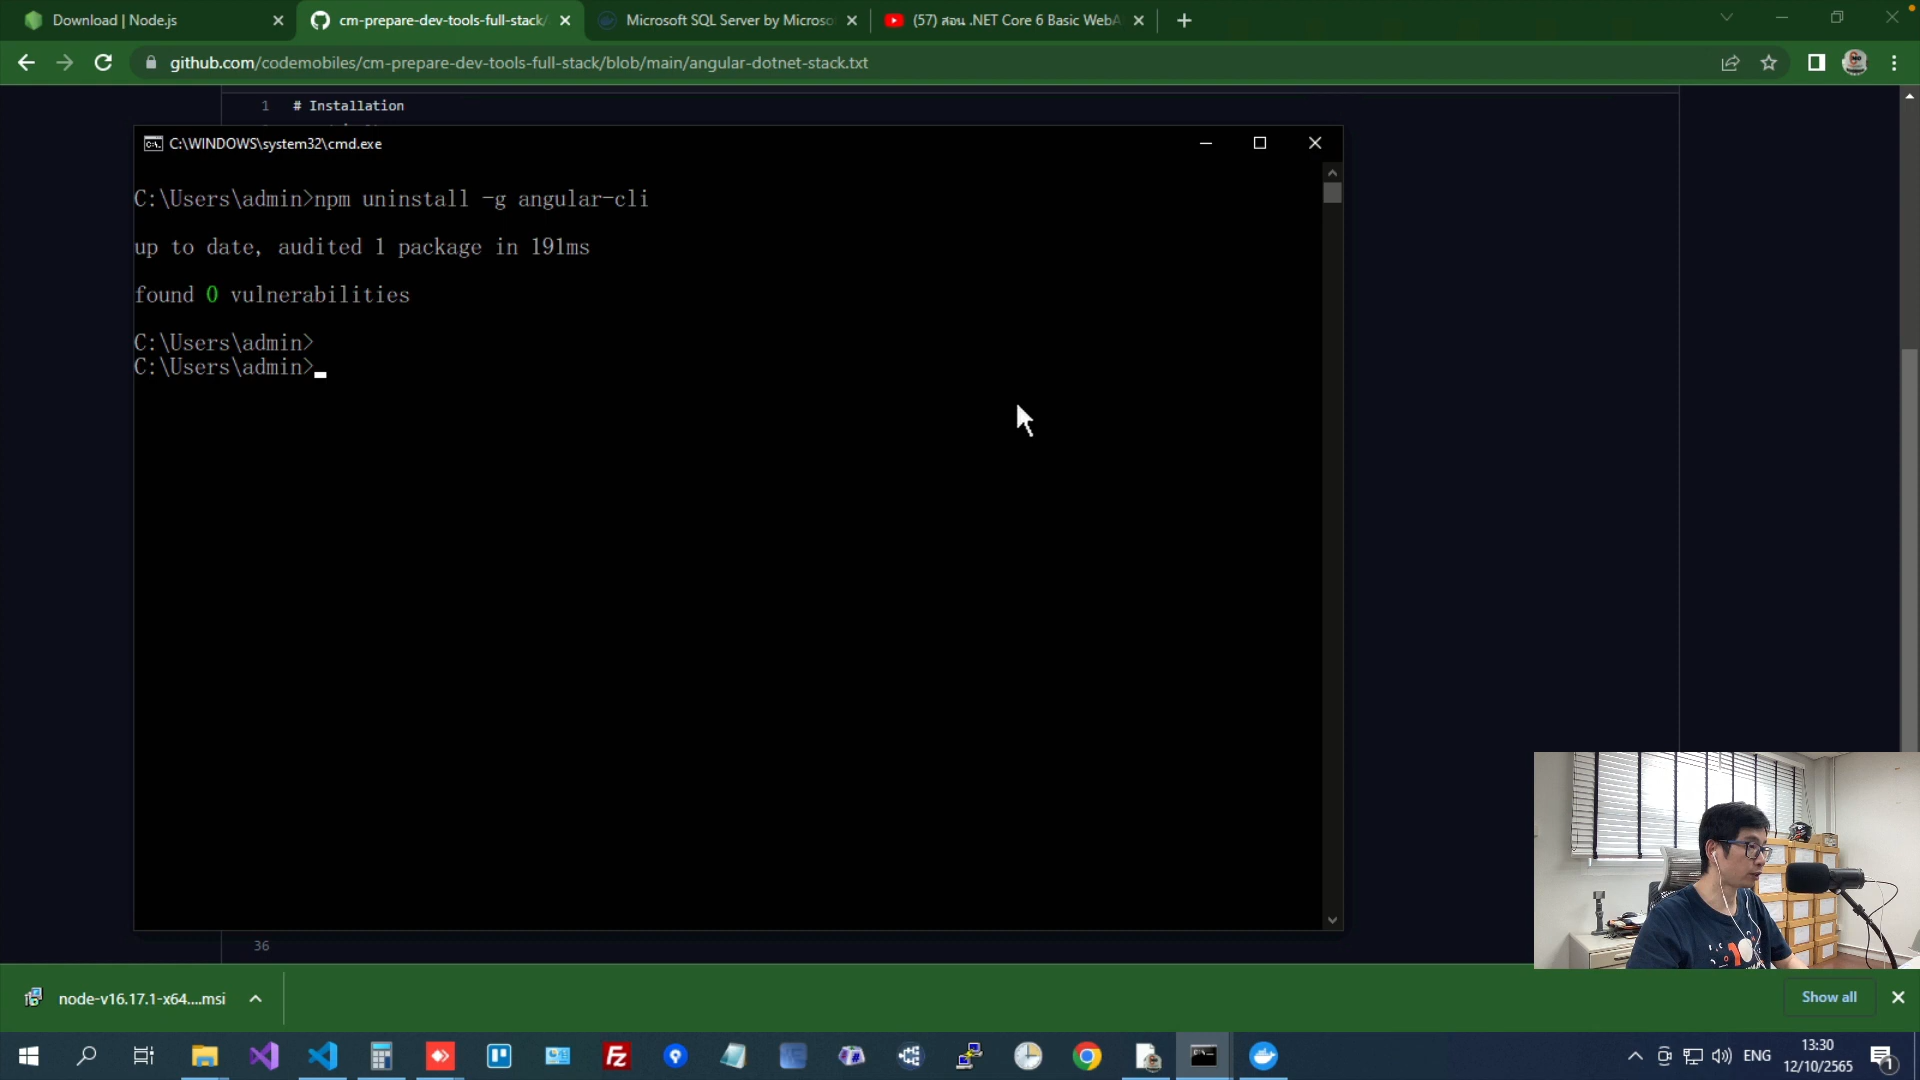 Download | Node.js
cm-prepare-dev-tools-full-stack/
Microsoft SQL Server by Microso
(57) สอน .NET Core 6 Basic WebA
github.com/codemobiles/cm-prepare-dev-tools-full-stack/blob/main/angular-dotnet-stack.txt
1 # Installation
C:\WINDOWS\system32\cmd.exe
C:\Users\admin>npm uninstall -g angular-cli
up to date, audited 1 package in 191ms
found 0 vulnerabilities
C:\Users\admin>
C:\Users\admin>
36
node-v16.17.1-x64....msi
Show all
ENG
13:30
12/10/2565
1